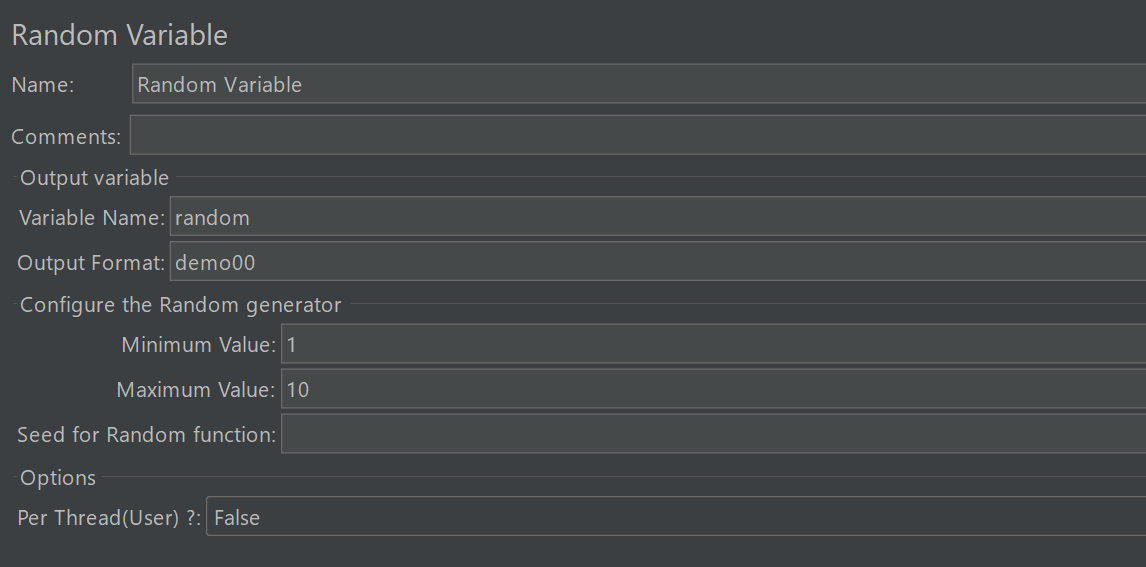 Random Variable
Name: Random Variable
Comments:
Output variable
Variable Name: random
Output Format: demo00
Configure the Random generator
Minimum Value: 1
Maximum Value: 10
Seed for Random function:
Options
Per Thread(User) ?: False